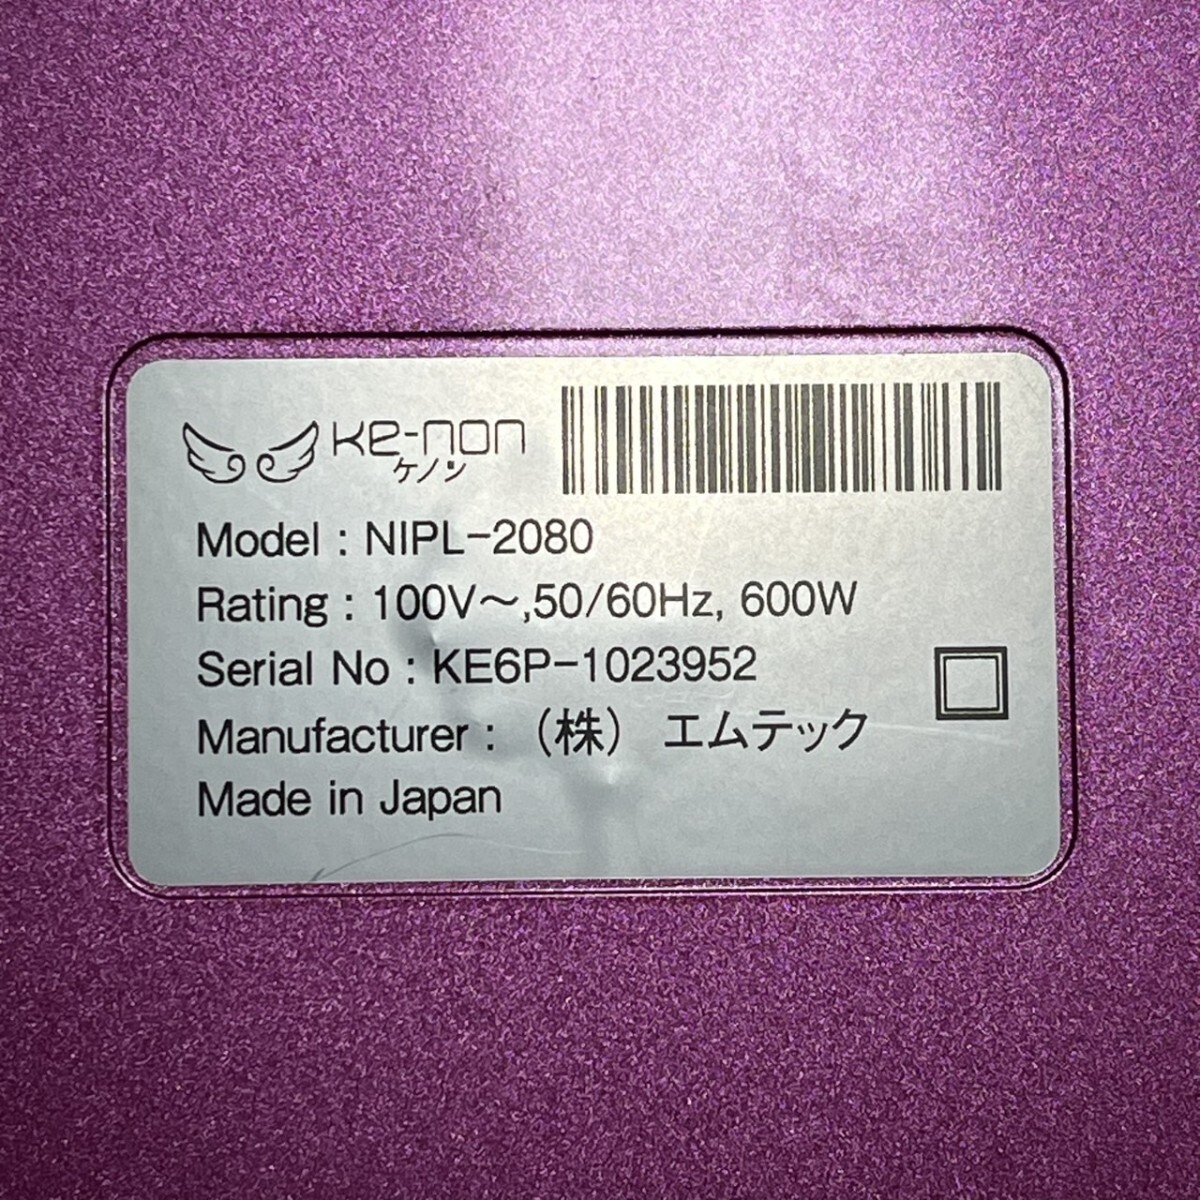 ke-non
ケノン
Model : NIPL-2080
Rating : 100V～,50/60Hz, 600W
Serial No : KE6P-1023952
Manufacturer : （株） エムテック
Made in Japan